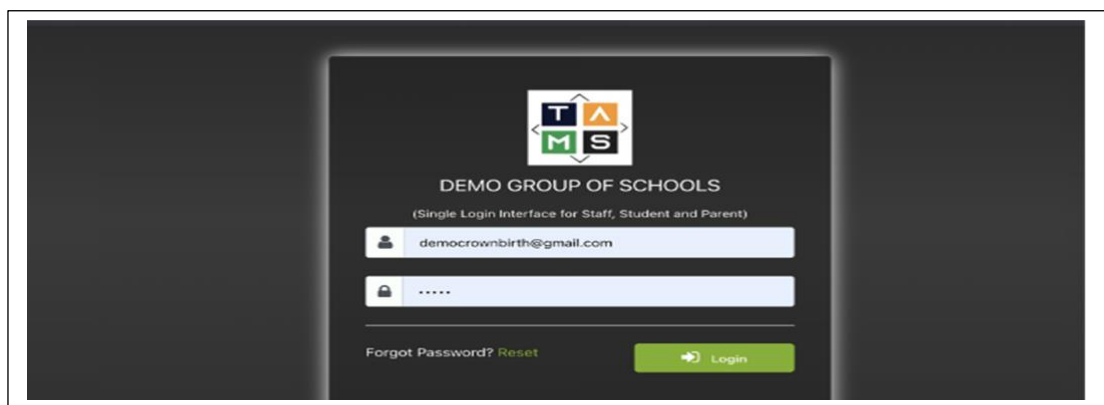 T A
M S
DEMO GROUP OF SCHOOLS
(Single Login Interface for Staff, Student and Parent)
democrownbirth@gmail.com
•••••
Forgot Password? Reset
Login